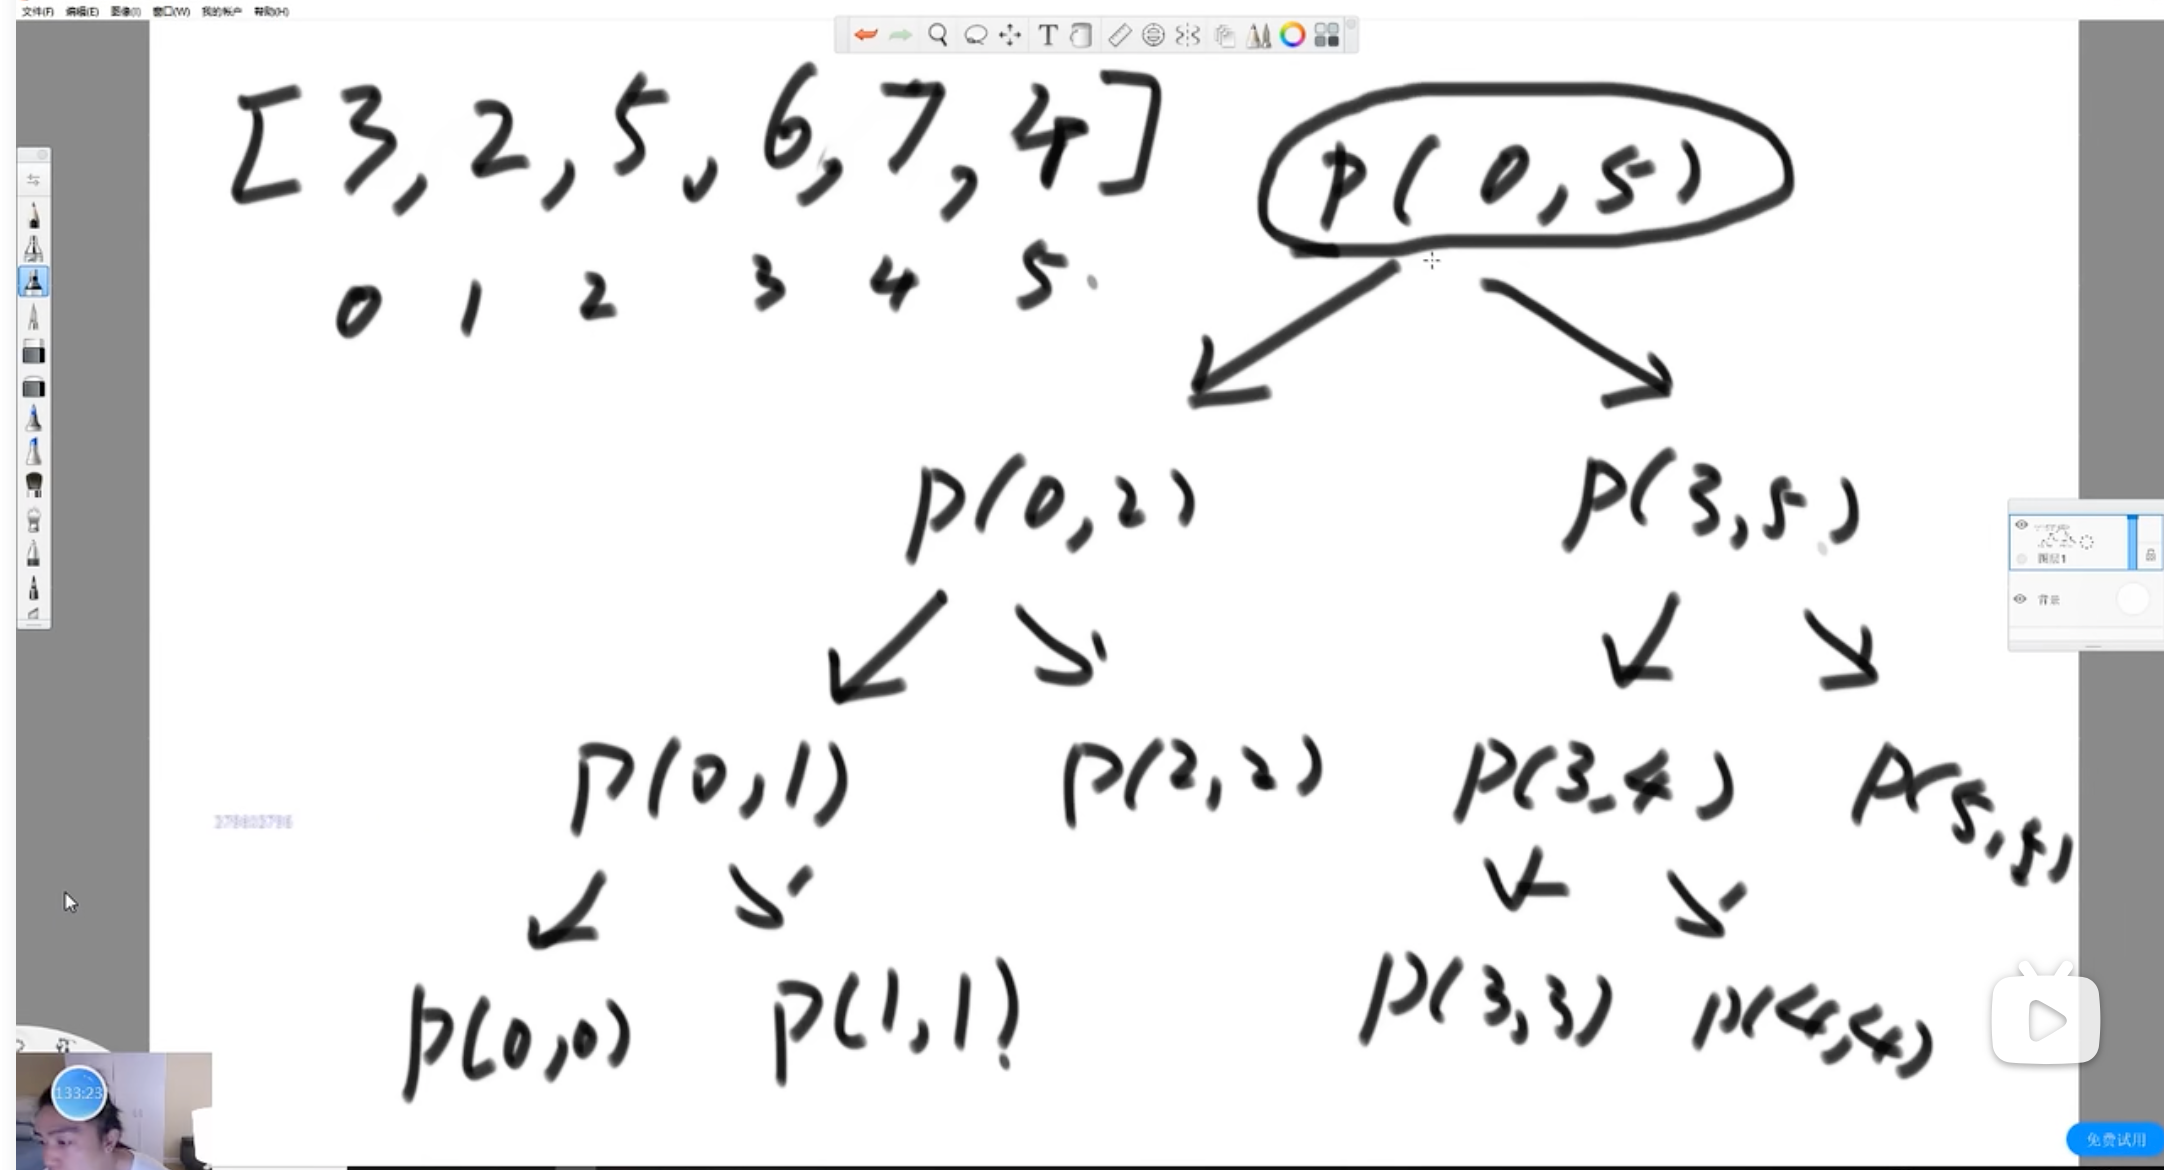 文件(F) 编辑(E) 图像(I) 窗口(W) 我的帐户 帮助(H)
[3, 2, 5, 6, 7, 4]
0 1 2 3 4 5
p(0,5)
p(0,2) p(3,5)
p(0,1) p(2,2) p(3,4) p(5,5)
p(0,0) p(1,1) p(3,3) p(4,4)
图层1
背景
133:23
免费试用